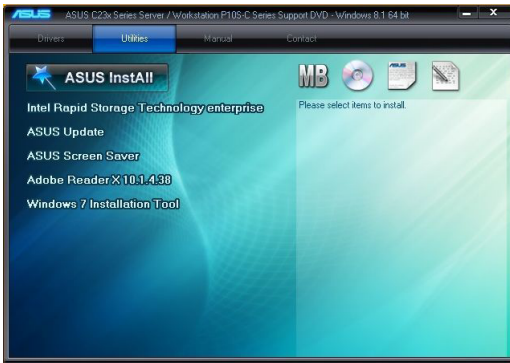 ASUS ASUS C23x Series Server / Workstation P10S-C Series Support DVD - Windows 8.1 64 bit
Drivers Utilities Manual Contact
ASUS InstAll MB
Intel Rapid Storage Technology enterprise
Please select items to install.
ASUS Update
ASUS Screen Saver
Adobe Reader X 10.1.4.38
Windows 7 Installation Tool